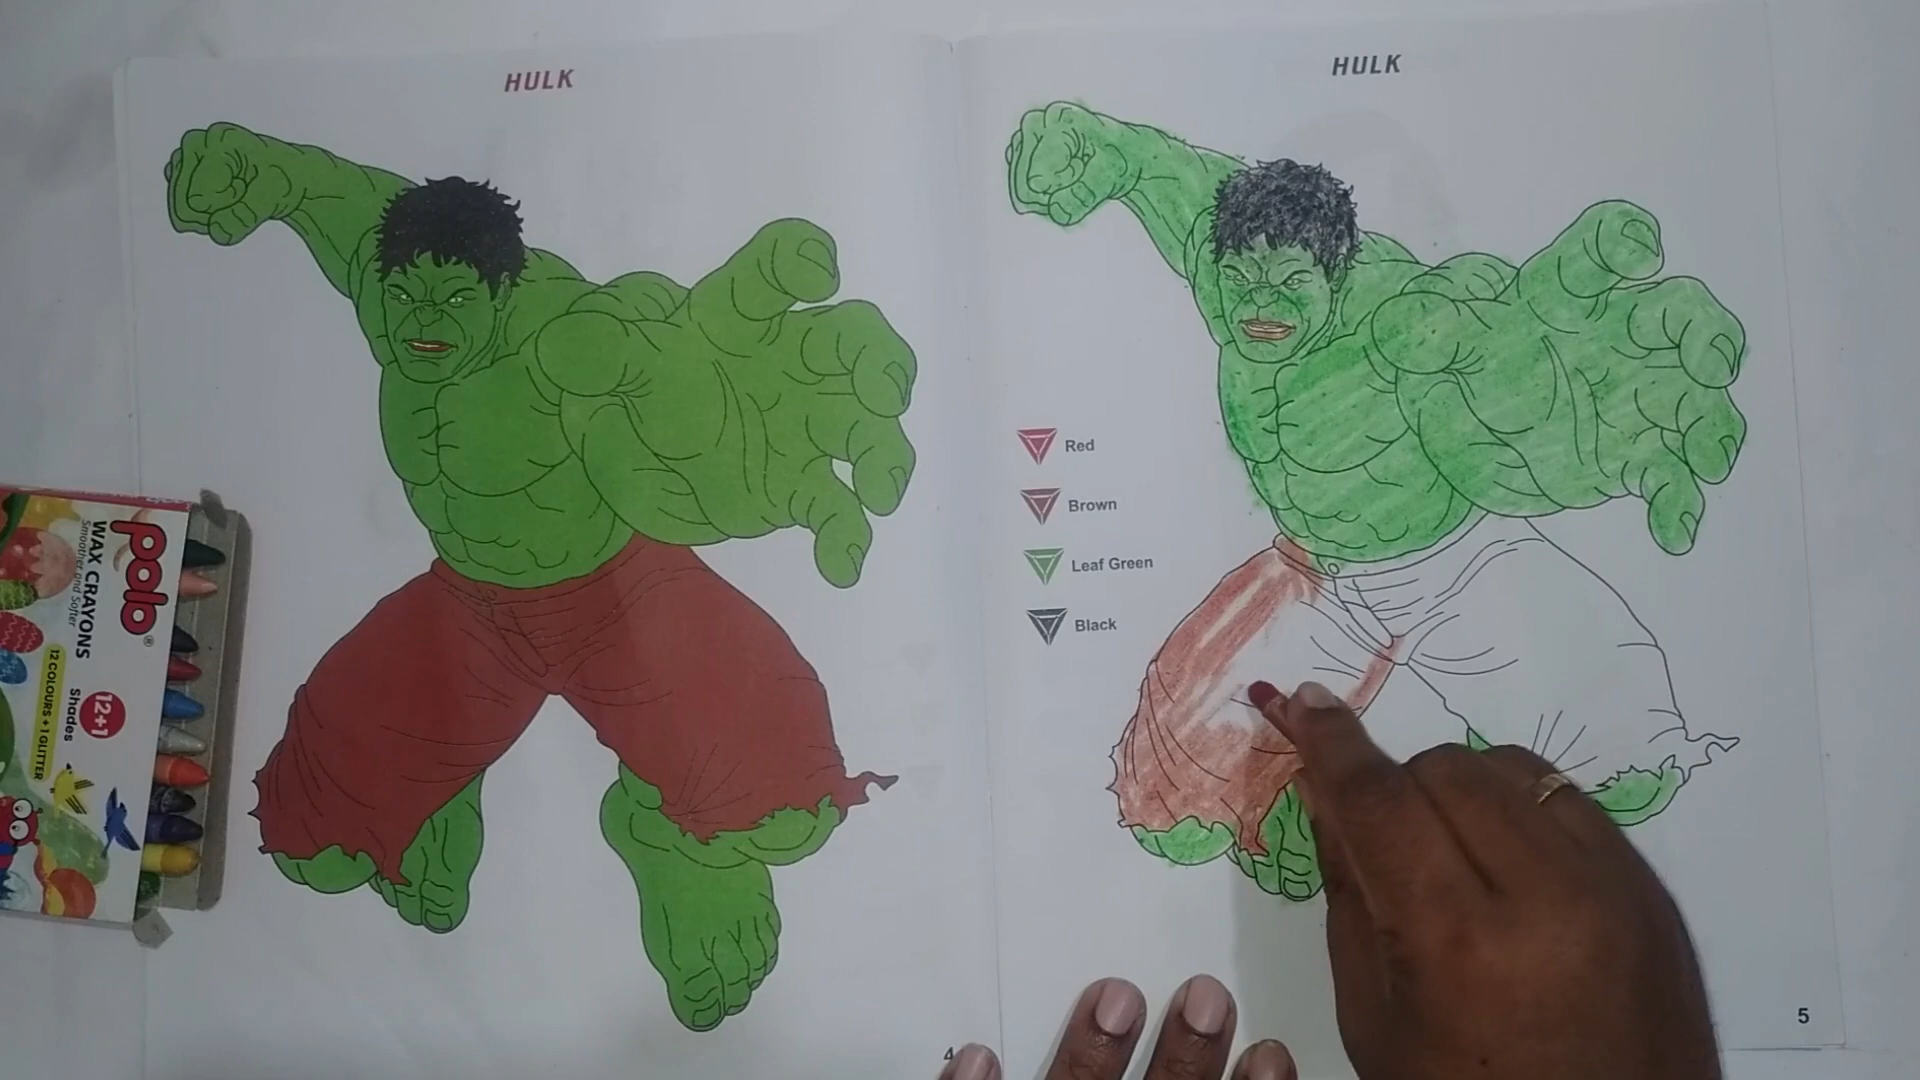 HULK
HULK
Red
Brown
Leaf Green
Black
polo®
WAX CRAYONS
Smoother and Softer
12+1
Shades
12 COLOURS + 1 GLITTER
4
5